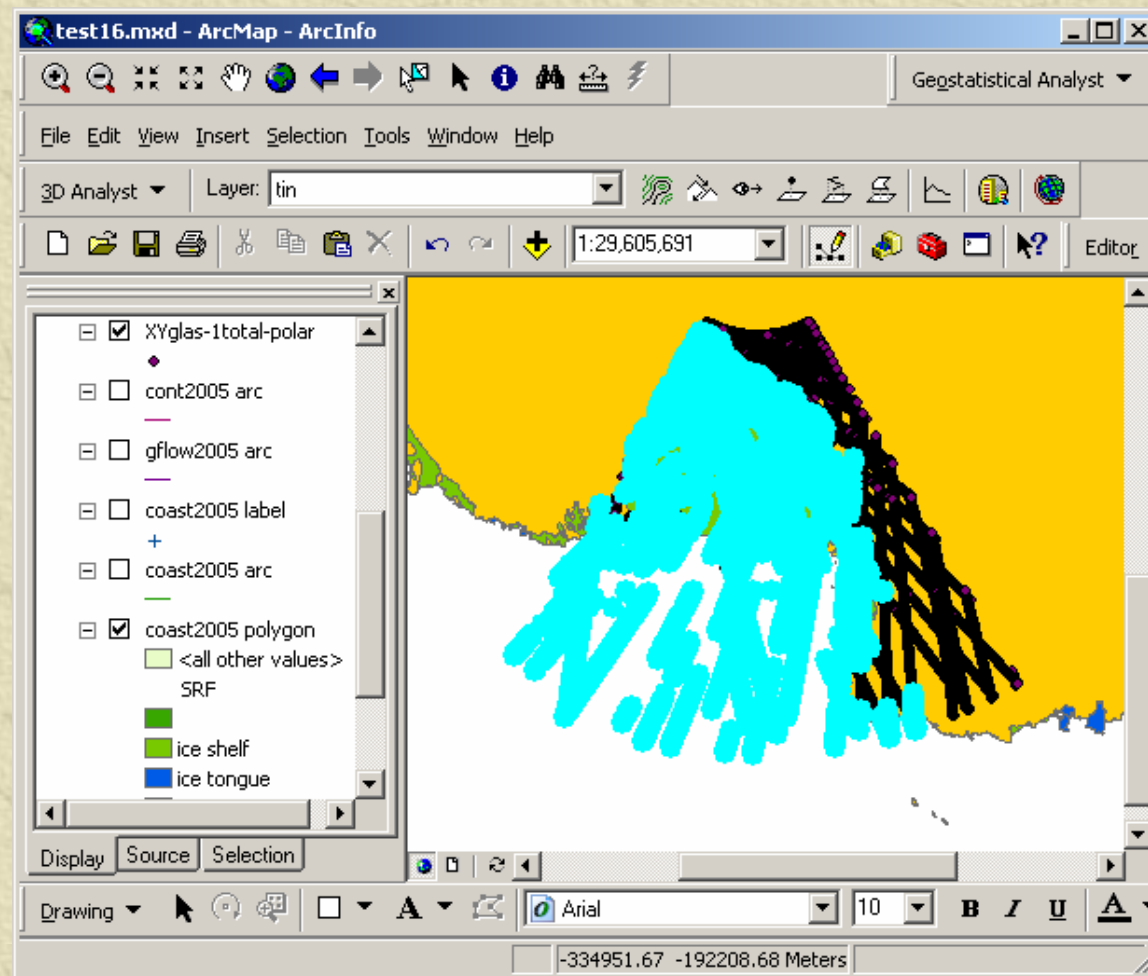 test16.mxd - ArcMap - ArcInfo
Geostatistical Analyst
File Edit View Insert Selection Tools Window Help
3D Analyst Layer: tin
1:29,605,691 Editor
XYglas-1total-polar
cont2005 arc
gflow2005 arc
coast2005 label
coast2005 arc
coast2005 polygon
<all other values>
SRF
ice shelf
ice tongue
Display Source Selection
Drawing A Arial 10 B I U A
-334951.67 -192208.68 Meters